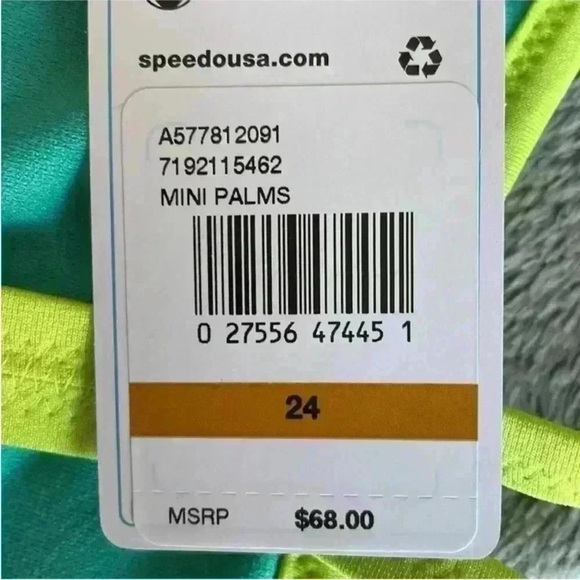 speedousa.com
A577812091
7192115462
MINI PALMS
0 27556 47445 1
24
MSRP $68.00